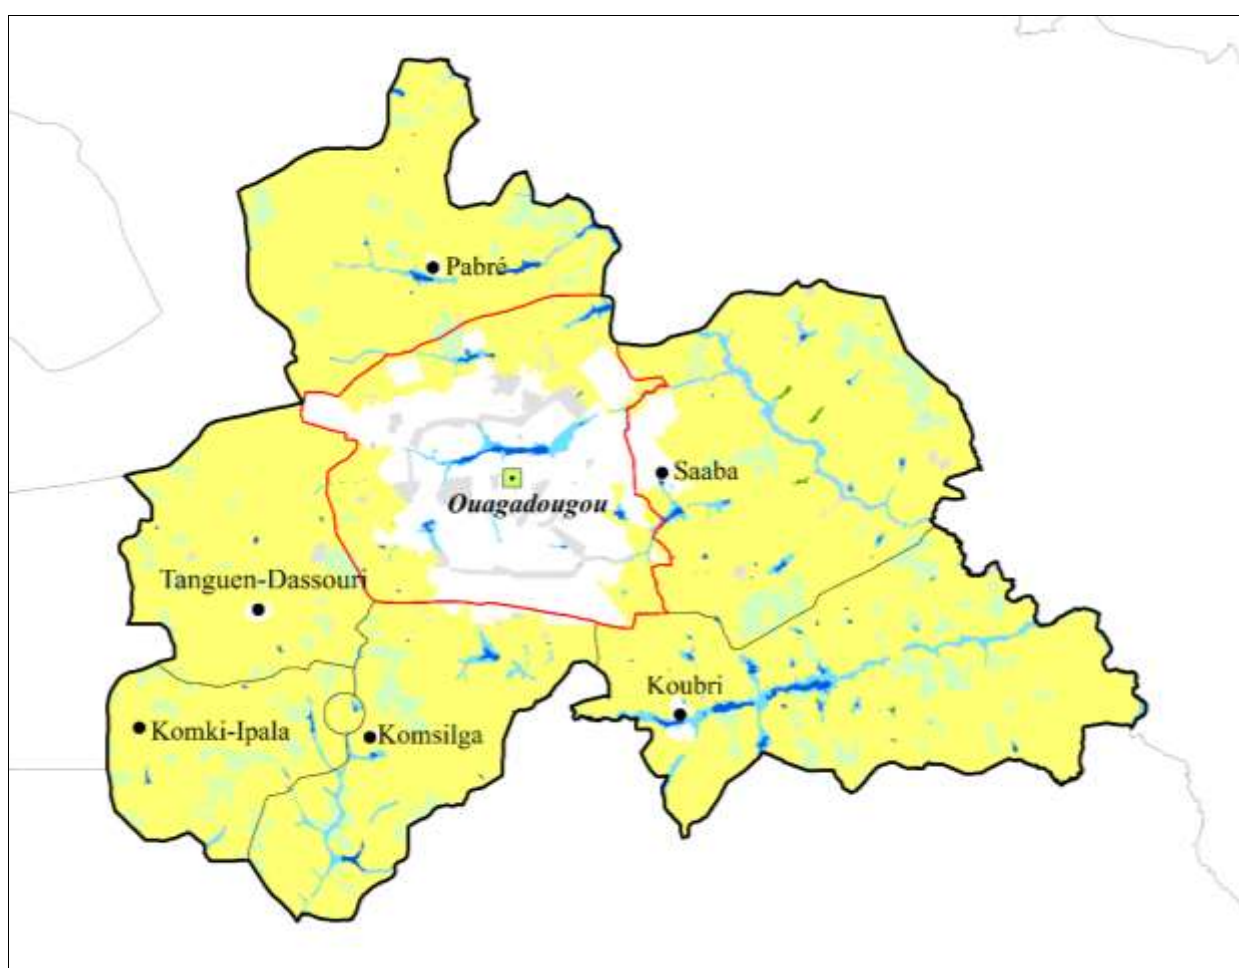 Pabré
Saaba
Ouagadougou
Tanguen-Dassouri
Koubri
Komki-Ipala
Komsilga